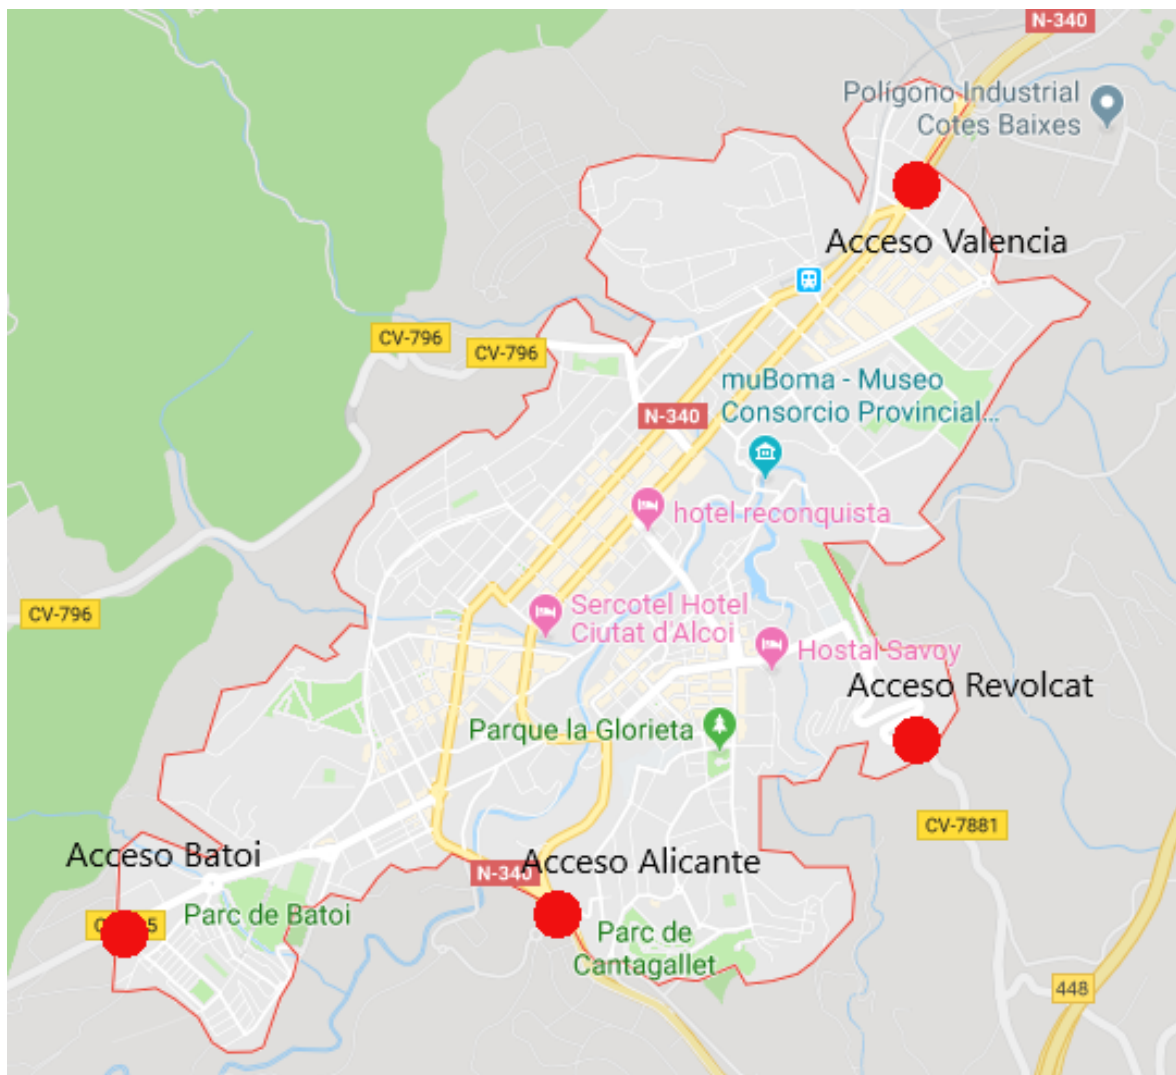 N-340
Polígono Industrial
Cotes Baixes
Acceso Valencia
CV-796
CV-796
muBoma - Museo
Consorcio Provincial...
N-340
hotel reconquista
CV-796
Sercotel Hotel
Ciutat d'Alcoi
Hostal Savoy
Acceso Revolcat
Parque la Glorieta
CV-7881
Acceso Batoi
Acceso Alicante
N-340
Parc de Batoi
Parc de
Cantagallet
448